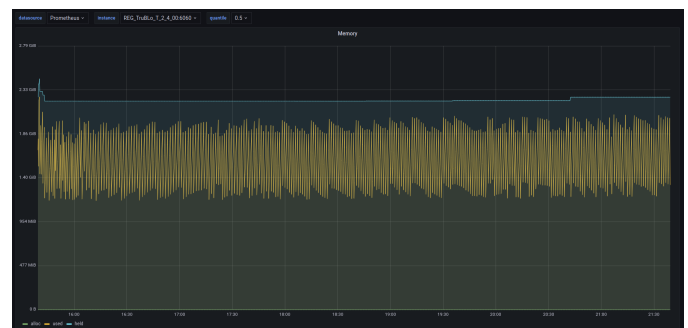 datasource Prometheus instance REG_TruBLo_T_2_4_00:6060 quantile 0.5
Memory
2.79 GiB
2.33 GiB
1.86 GiB
1.40 GiB
954 MiB
477 MiB
0 B
15:00 16:30 17:00 17:30 18:00 18:30 19:00 19:30 20:00 20:30 21:00 21:30
alloc used held